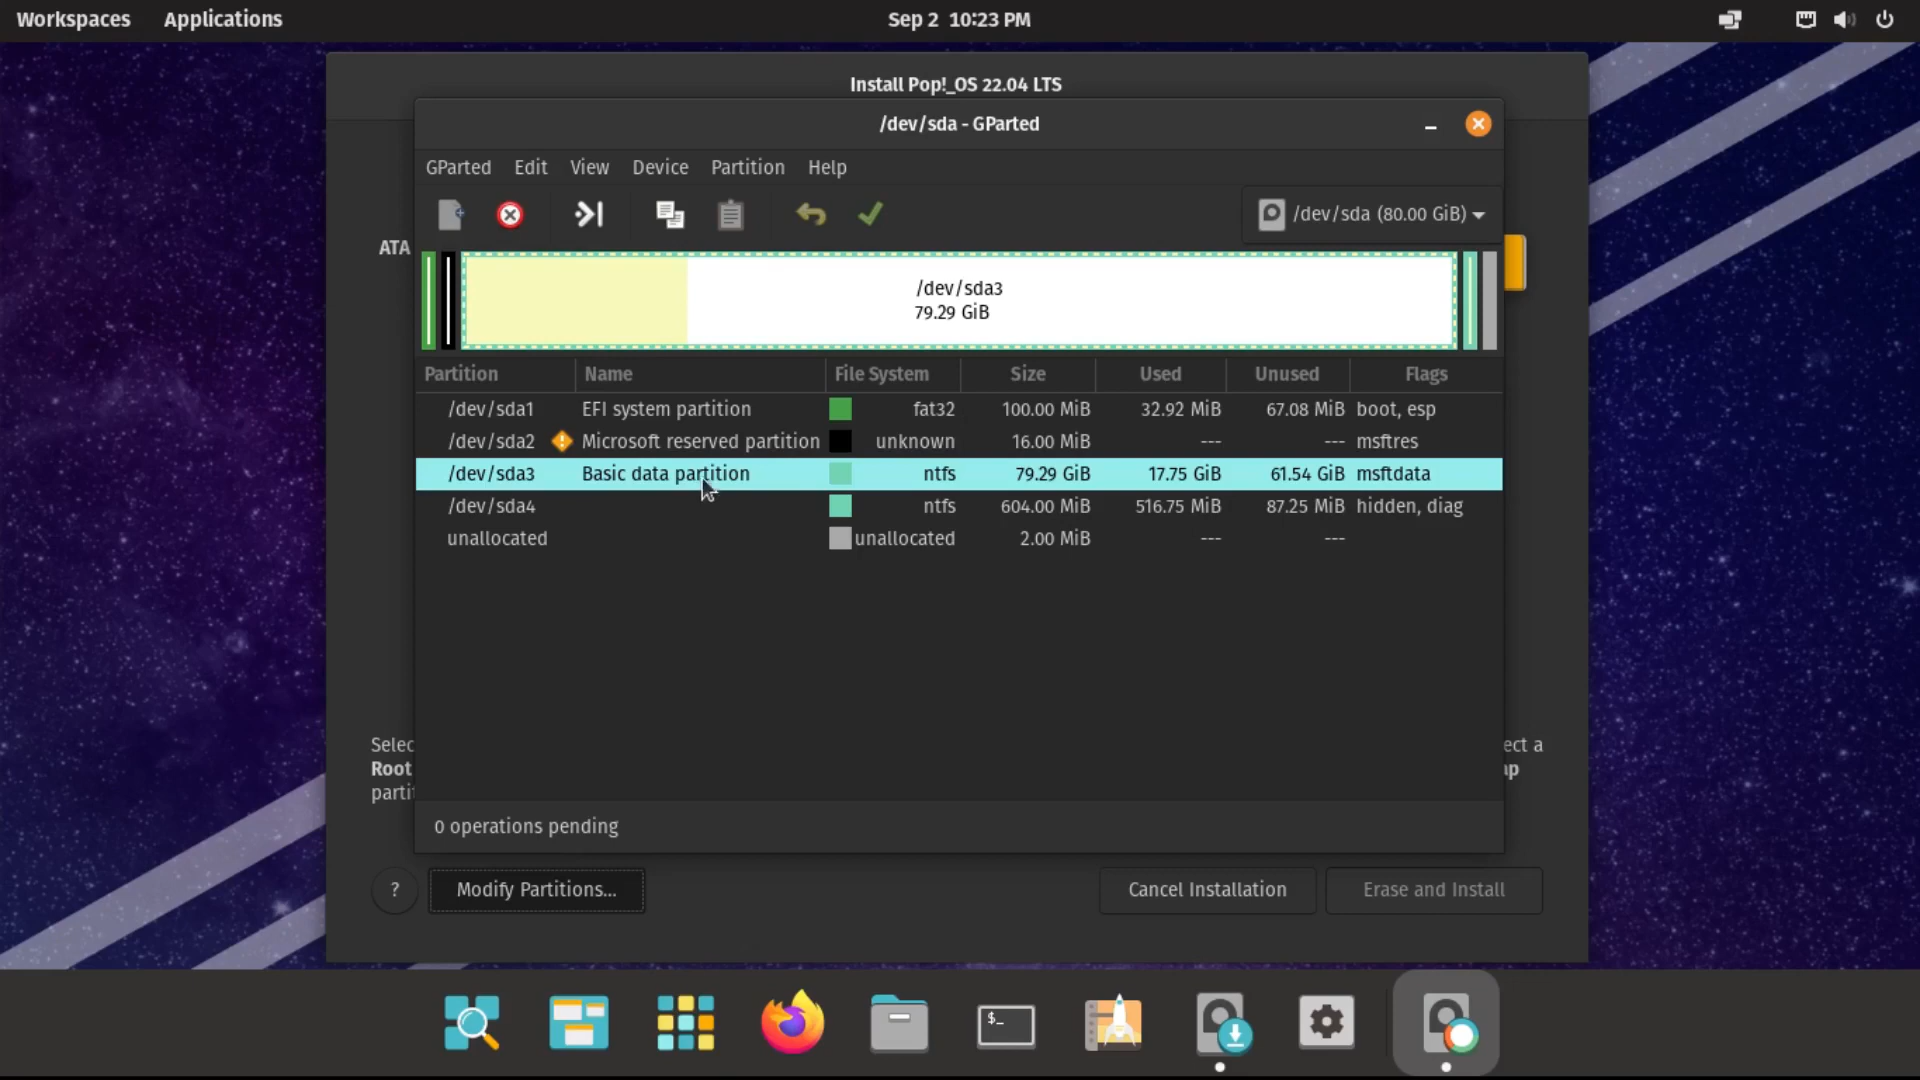 Workspaces Applications Sep 2 10:23 PM
Install Pop!_OS 22.04 LTS
/dev/sda - GParted
GParted Edit View Device Partition Help
/dev/sda (80.00 GiB)
ATA
/dev/sda3
79.29 GiB
Partition Name File System Size Used Unused Flags
/dev/sda1 EFI system partition fat32 100.00 MiB 32.92 MiB 67.08 MiB boot, esp
/dev/sda2 Microsoft reserved partition unknown 16.00 MiB --- --- msftres
/dev/sda3 Basic data partition ntfs 79.29 GiB 17.75 GiB 61.54 GiB msftdata
/dev/sda4 ntfs 604.00 MiB 516.75 MiB 87.25 MiB hidden, diag
unallocated unallocated 2.00 MiB --- ---
Selec ect a
Root ap
partit
0 operations pending
? Modify Partitions... Cancel Installation Erase and Install
$_